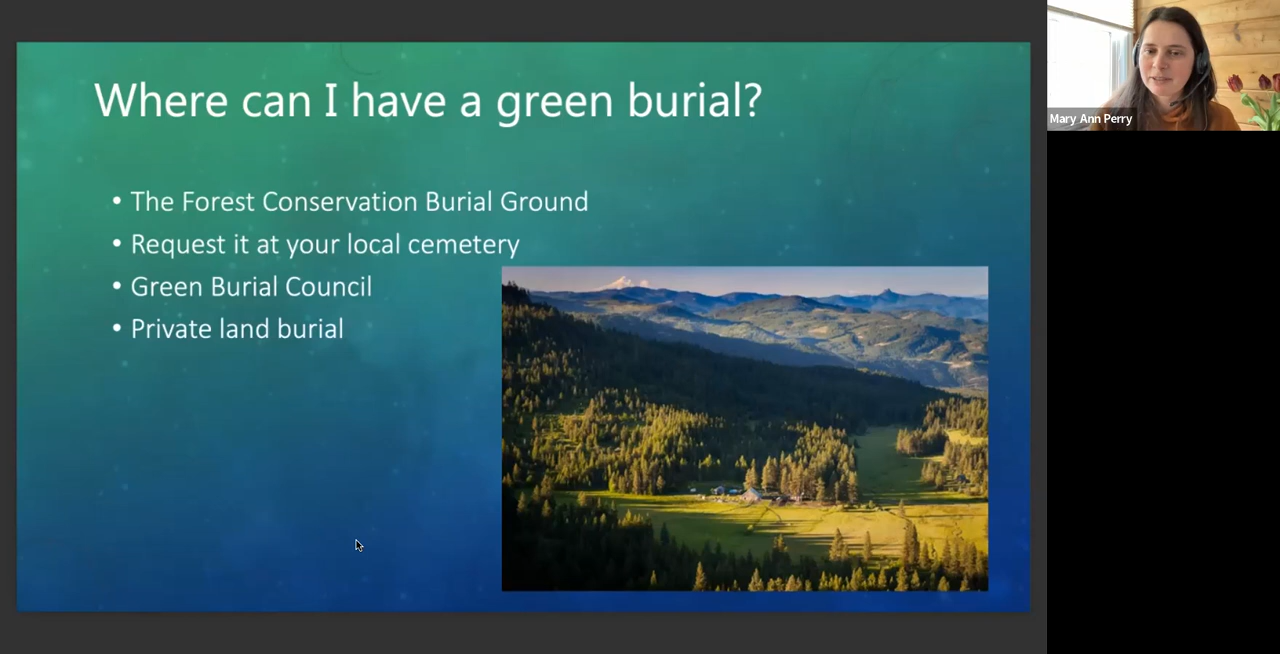 Where can I have a green burial?
• The Forest Conservation Burial Ground
• Request it at your local cemetery
• Green Burial Council
• Private land burial
Mary Ann Perry